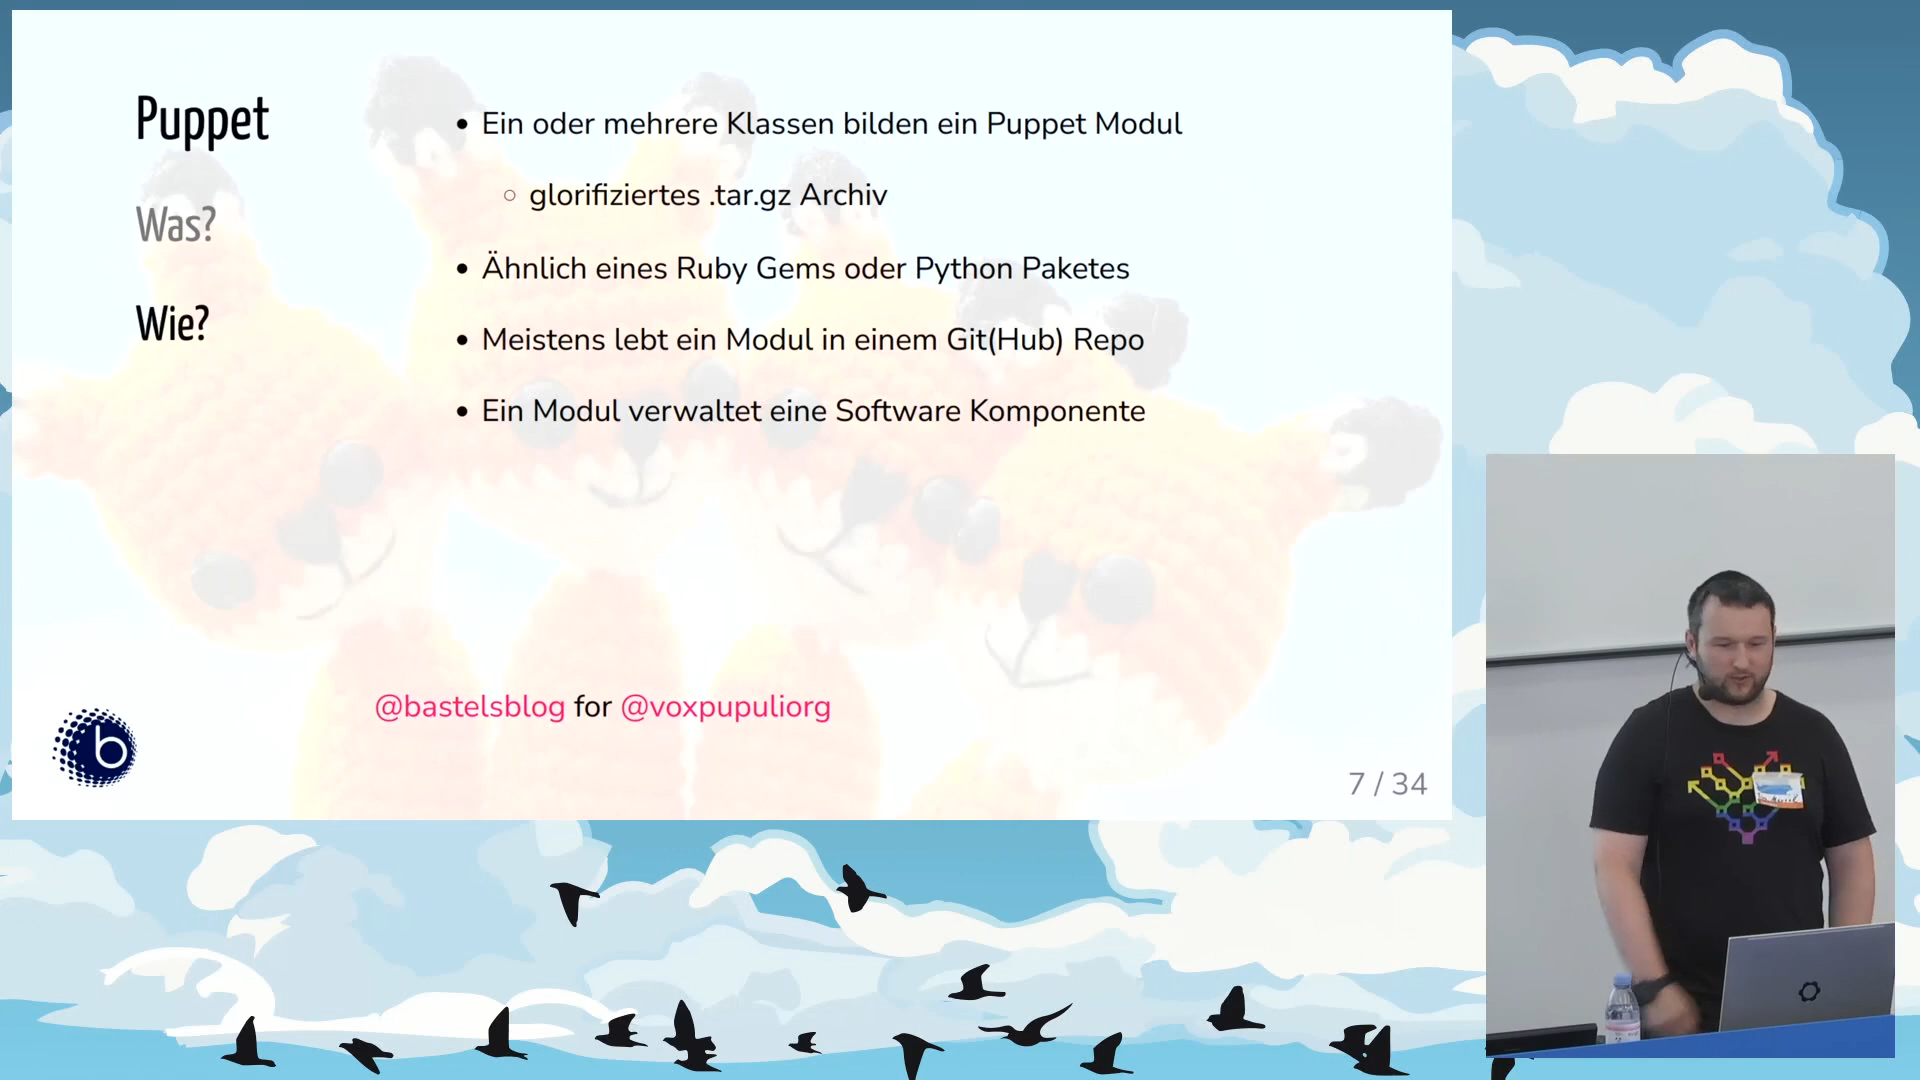 Puppet
Was?
Wie?
Ein oder mehrere Klassen bilden ein Puppet Modul
glorifiziertes .tar.gz Archiv
Ähnlich eines Ruby Gems oder Python Paketes
Meistens lebt ein Modul in einem Git(Hub) Repo
Ein Modul verwaltet eine Software Komponente
@bastelsblog for @voxpupuliorg
b
7 / 34